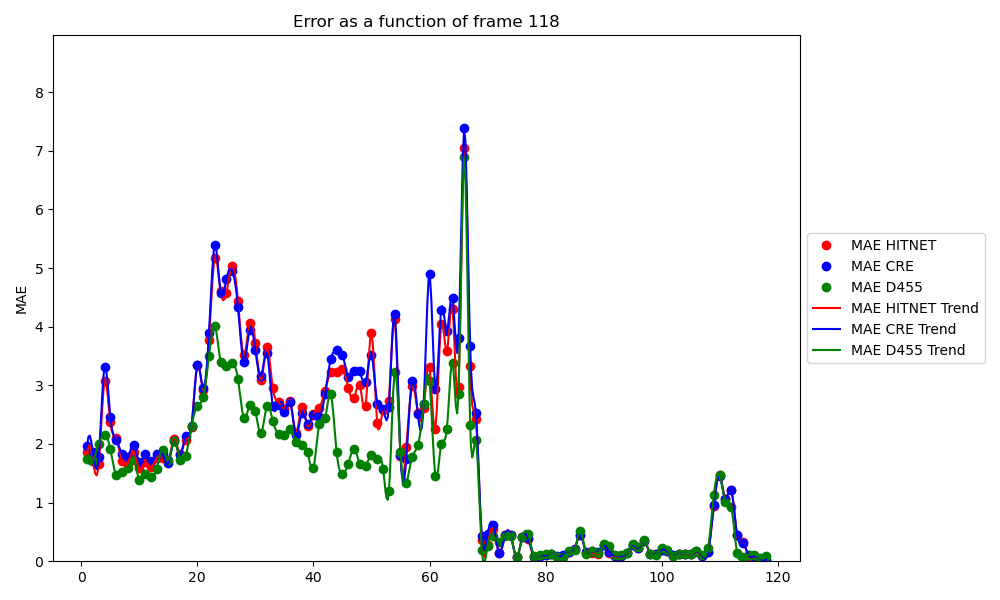 Error as a function of frame 118
MAE
8
7
6
5
4
3
2
1
0
0 20 40 60 80 100 120
MAE HITNET
MAE CRE
MAE D455
MAE HITNET Trend
MAE CRE Trend
MAE D455 Trend